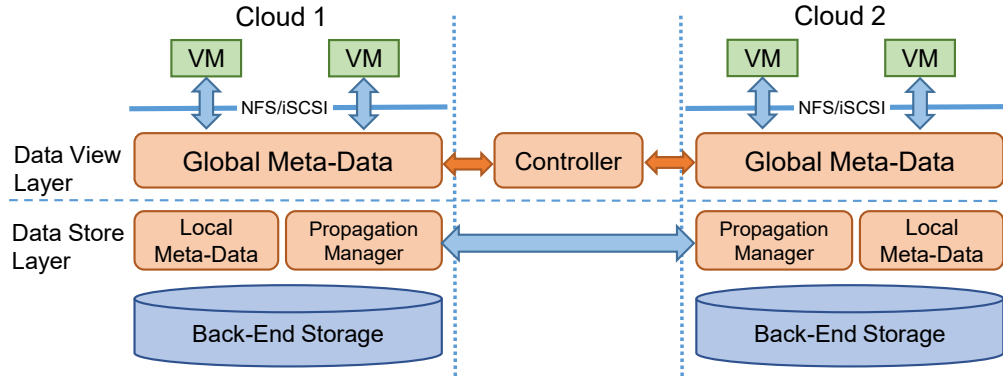 Cloud 1
Cloud 2
VM
VM
VM
VM
NFS/iSCSI
NFS/iSCSI
Data View
Layer
Global Meta-Data
Controller
Global Meta-Data
Data Store
Layer
Local
Meta-Data
Propagation
Manager
Propagation
Manager
Local
Meta-Data
Back-End Storage
Back-End Storage